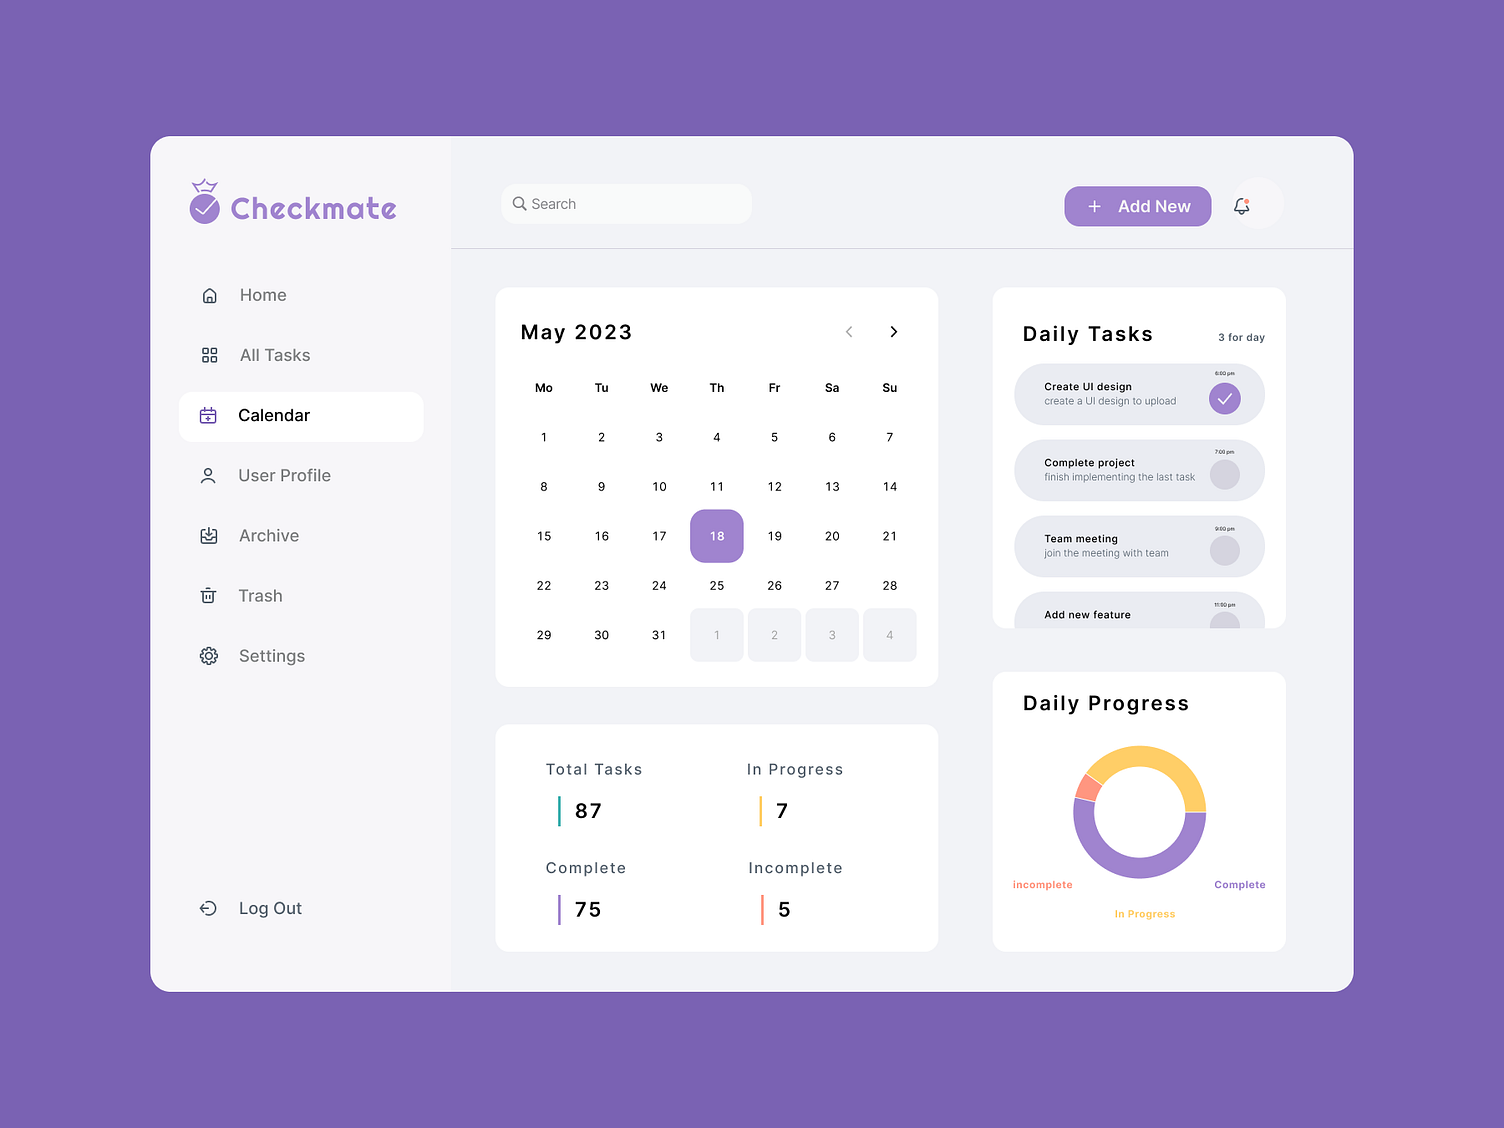 Checkmate
Search
+ Add New
Home
All Tasks
Calendar
User Profile
Archive
Trash
Settings
Log Out
May 2023
Mo Tu We Th Fr Sa Su
1 2 3 4 5 6 7
8 9 10 11 12 13 14
15 16 17 18 19 20 21
22 23 24 25 26 27 28
29 30 31 1 2 3 4
Total Tasks
87
In Progress
7
Complete
75
Incomplete
5
Daily Tasks
3 for day
6:00 pm
Create UI design
create a UI design to upload
7:00 pm
Complete project
finish implementing the last task
9:00 pm
Team meeting
join the meeting with team
11:00 pm
Add new feature
Daily Progress
incomplete
Complete
In Progress